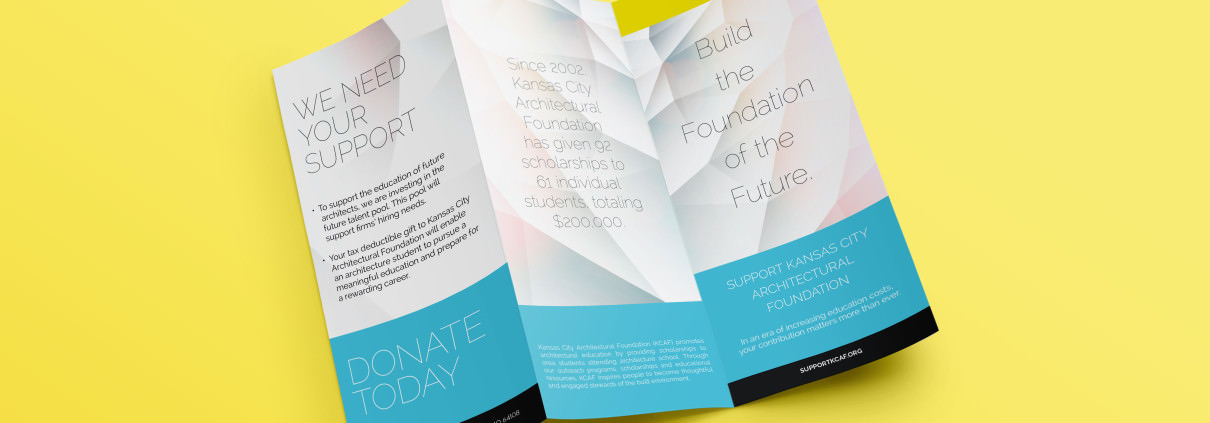 WE NEED
YOUR
SUPPORT
• To support the education of future
architects, we are investing in the
future talent pool. This pool will
support firms' hiring needs.
• Your tax deductible gift to Kansas City
Architectural Foundation will enable
an architecture student to pursue a
meaningful education and prepare for
a rewarding career.
DONATE
TODAY
64108
Since 2002,
Kansas City
Architectural
Foundation
has given 92
scholarships to
61 individual
students, totaling
$200,000.
Kansas City Architectural Foundation (KCAF) promotes
architectural education by providing scholarships to
area students attending architecture school. Through
our outreach programs, scholarships and educational
resources, KCAF inspires people to become thoughtful
and engaged stewards of the built environment.
Build
the
Foundation
of the
Future.
SUPPORT KANSAS CITY
ARCHITECTURAL
FOUNDATION
In an era of increasing education costs,
your contribution matters more than ever.
SUPPORTKCAF.ORG